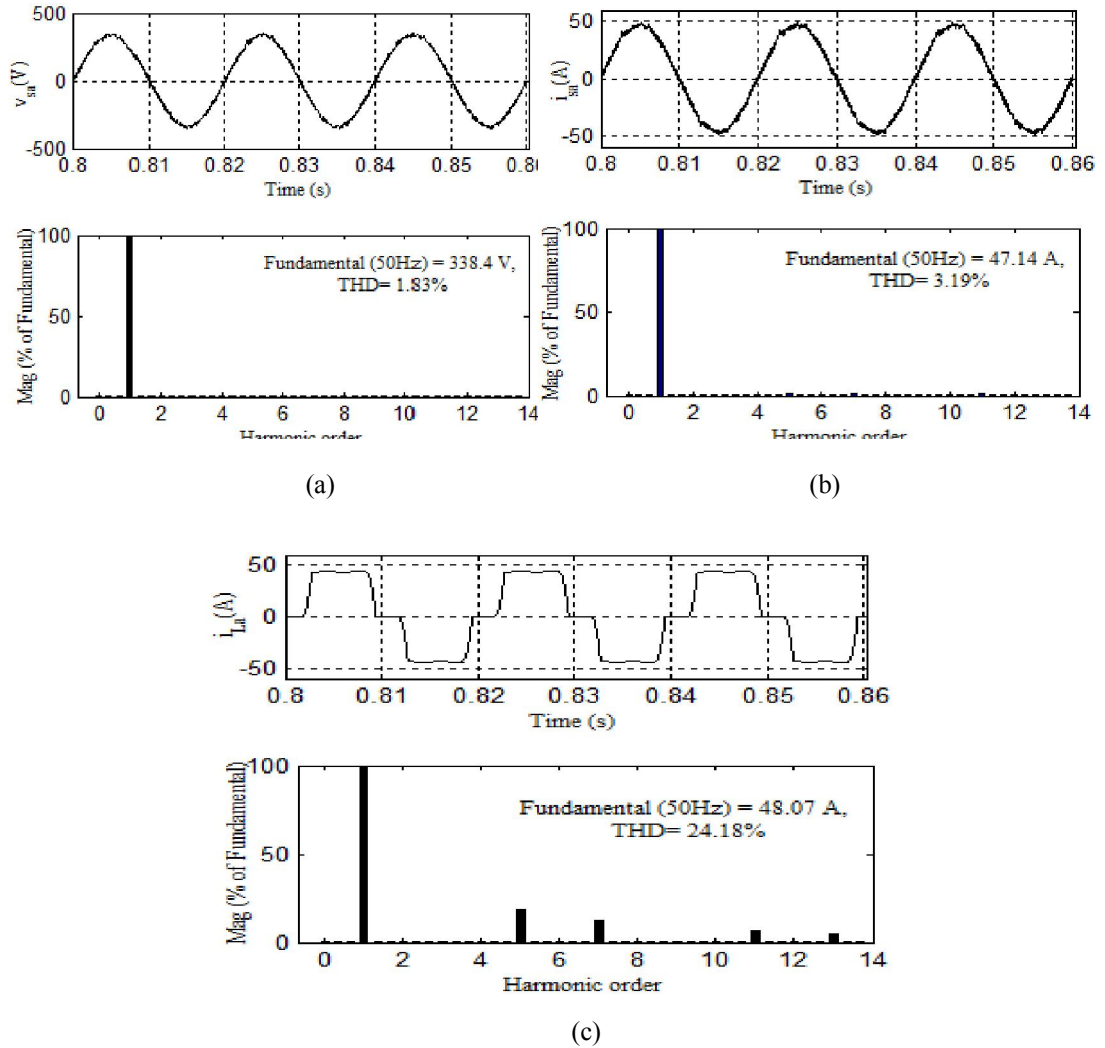 500
0
-500
v_sa(V)
0.8 0.81 0.82 0.83 0.84 0.85 0.8
Time (s)
50
0
-50
i_sa(A)
0.8 0.81 0.82 0.83 0.84 0.85 0.86
Time (s)
100
50
0
Mag (% of Fundamental)
Fundamental (50Hz) = 338.4 V,
THD= 1.83%
0 2 4 6 8 10 12 14
Harmonic order
100
50
0
Mag (% of Fundamental)
Fundamental (50Hz) = 47.14 A,
THD= 3.19%
0 2 4 6 8 10 12 14
Harmonic order
(a)
(b)
50
0
-50
i_La(A)
0.8 0.81 0.82 0.83 0.84 0.85 0.86
Time (s)
100
50
0
Mag (% of Fundamental)
Fundamental (50Hz) = 48.07 A,
THD= 24.18%
0 2 4 6 8 10 12 14
Harmonic order
(c)